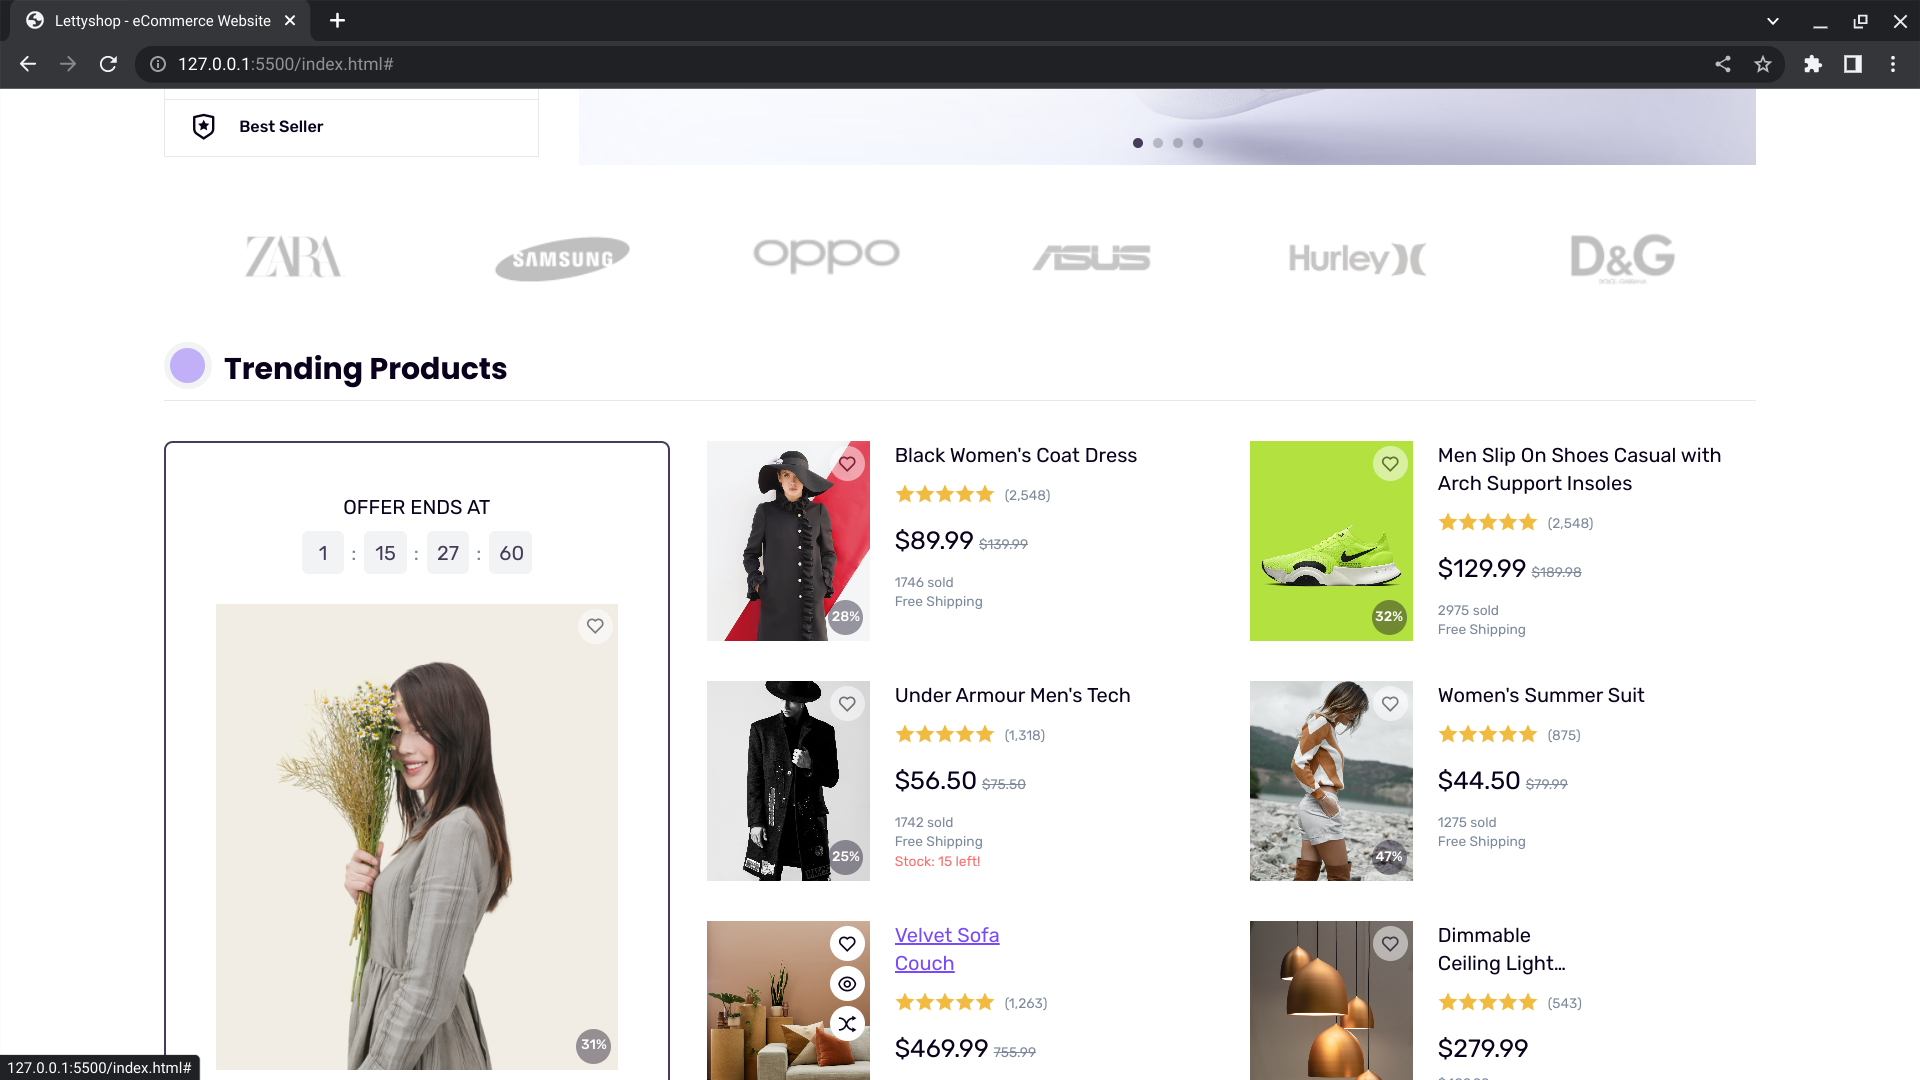 Lettyshop - eCommerce Website
127.0.0.1:5500/index.html#
Best Seller
ZARA
SAMSUNG
oppo
ASUS
Hurley
D&G
Trending Products
OFFER ENDS AT
1 : 15 : 27 : 60
31%
28%
Black Women's Coat Dress
(2,548)
$89.99 $139.99
1746 sold
Free Shipping
32%
Men Slip On Shoes Casual with
Arch Support Insoles
(2,548)
$129.99 $189.98
2975 sold
Free Shipping
25%
Under Armour Men's Tech
(1,318)
$56.50 $75.50
1742 sold
Free Shipping
Stock: 15 left!
47%
Women's Summer Suit
(875)
$44.50 $79.99
1275 sold
Free Shipping
Velvet Sofa
Couch
(1,263)
$469.99 755.99
Dimmable
Ceiling Light...
(543)
$279.99
127.0.0.1:5500/index.html#